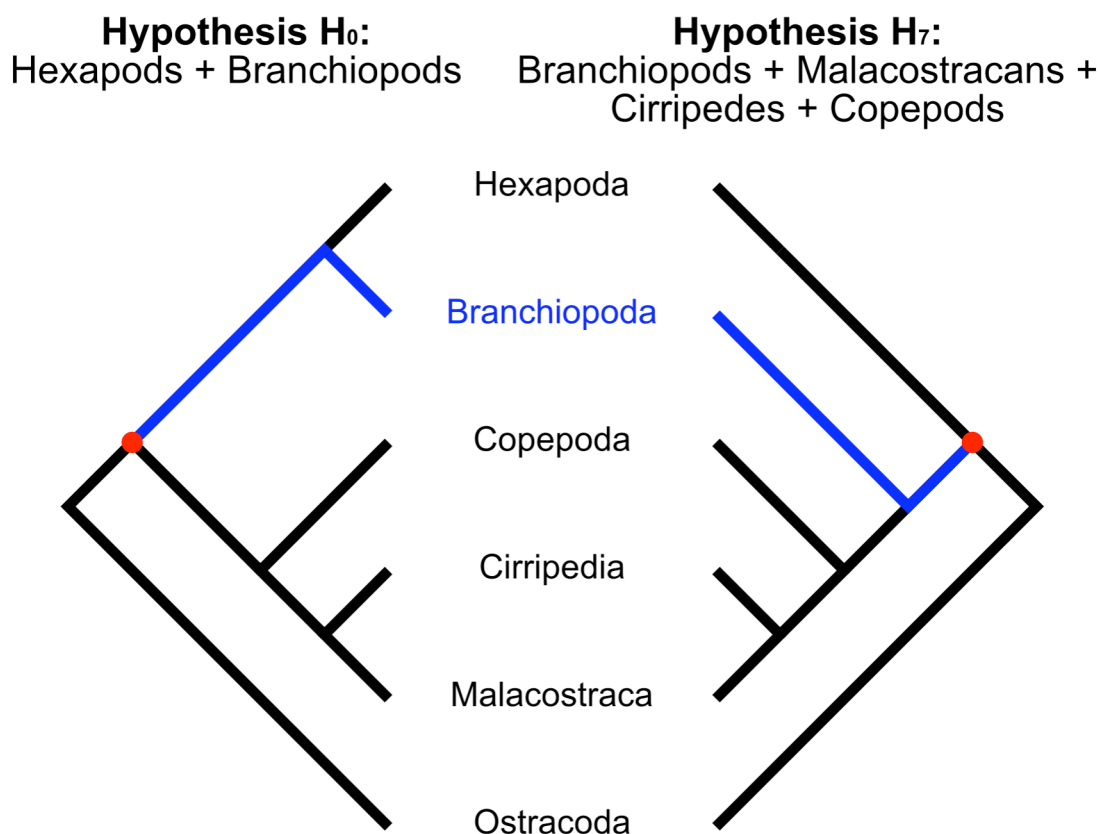 Hypothesis H₀:
Hexapods + Branchiopods
Hypothesis H₇:
Branchiopods + Malacostracans +
Cirripedes + Copepods
Hexapoda
Branchiopoda
Copepoda
Cirripedia
Malacostraca
Ostracoda